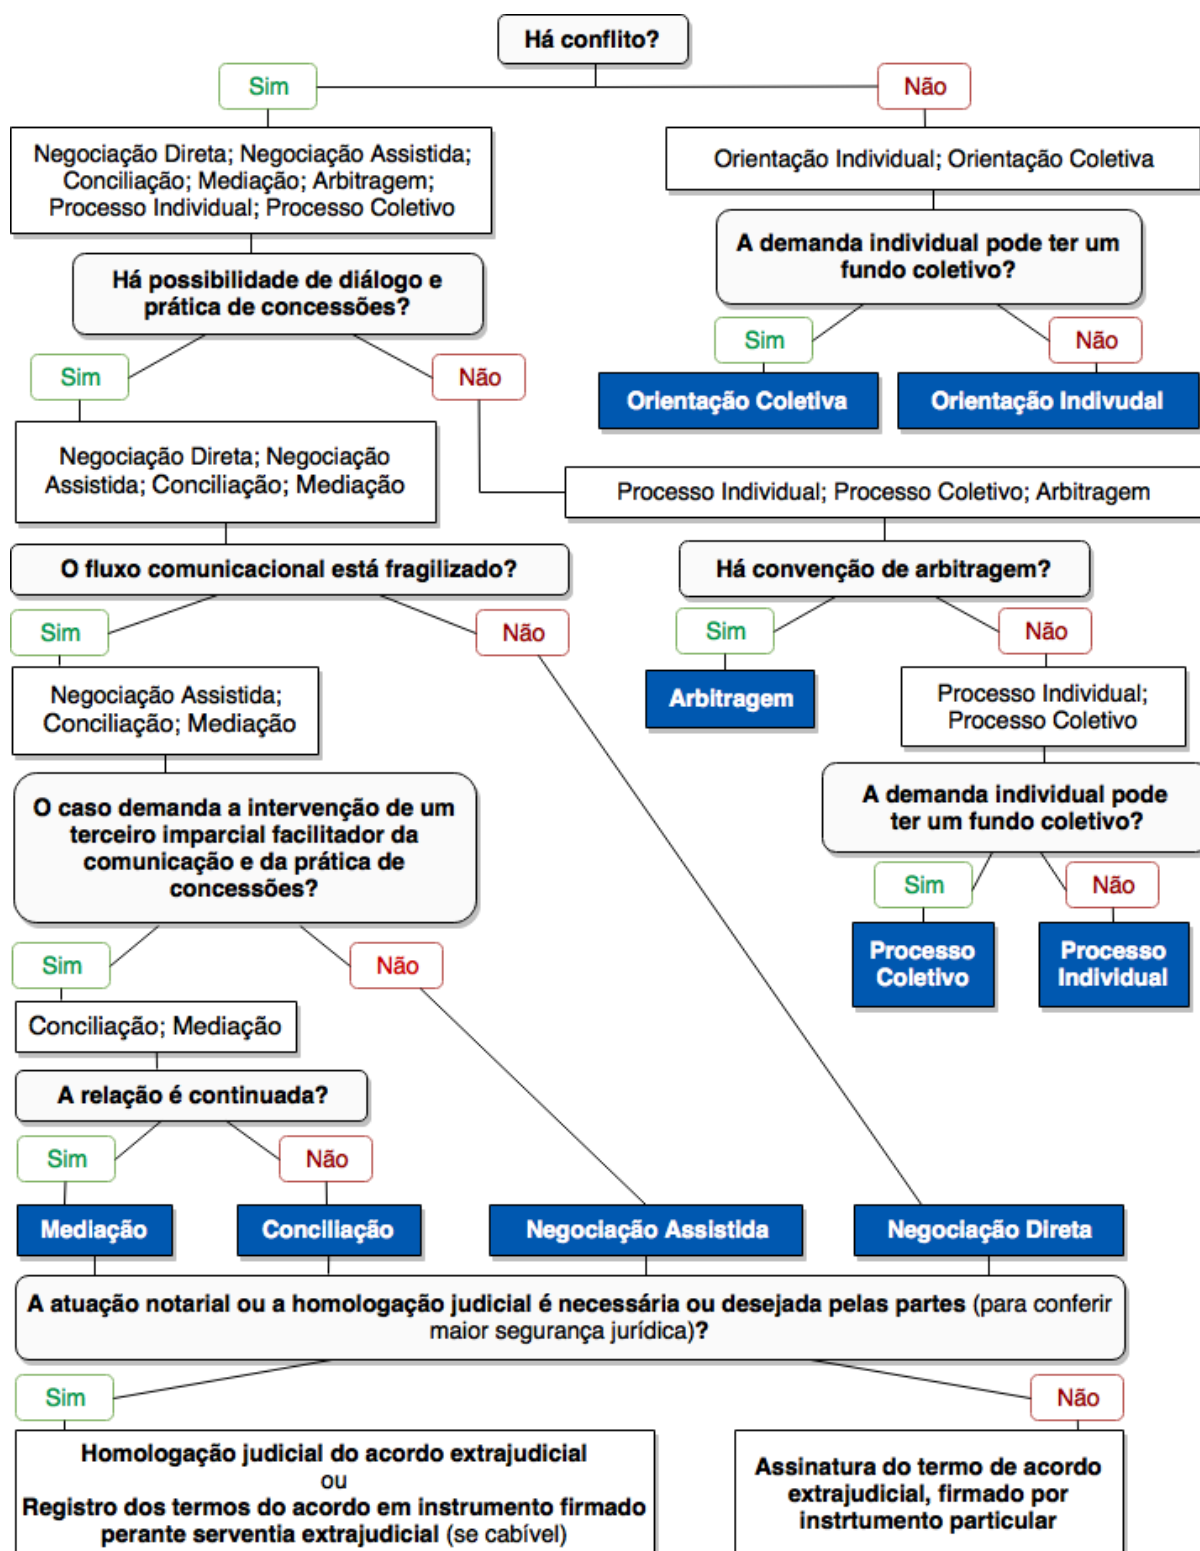 Há conflito?
Sim
Não
Negociação Direta; Negociação Assistida;
Conciliação; Mediação; Arbitragem;
Processo Individual; Processo Coletivo
Orientação Individual; Orientação Coletiva
A demanda individual pode ter um
fundo coletivo?
Há possibilidade de diálogo e
prática de concessões?
Sim
Não
Sim
Não
Orientação Coletiva
Orientação Indivudal
Negociação Direta; Negociação
Assistida; Conciliação; Mediação
Processo Individual; Processo Coletivo; Arbitragem
O fluxo comunicacional está fragilizado?
Há convenção de arbitragem?
Sim
Não
Sim
Não
Negociação Assistida;
Conciliação; Mediação
Arbitragem
Processo Individual;
Processo Coletivo
O caso demanda a intervenção de um
terceiro imparcial facilitador da
comunicação e da prática de
concessões?
A demanda individual pode
ter um fundo coletivo?
Sim
Não
Processo
Coletivo
Processo
Individual
Sim
Não
Conciliação; Mediação
A relação é continuada?
Sim
Não
Mediação
Conciliação
Negociação Assistida
Negociação Direta
A atuação notarial ou a homologação judicial é necessária ou desejada pelas partes (para conferir
maior segurança jurídica)?
Sim
Não
Homologação judicial do acordo extrajudicial
ou
Registro dos termos do acordo em instrumento firmado
perante serventia extrajudicial (se cabível)
Assinatura do termo de acordo
extrajudicial, firmado por
instrtumento particular